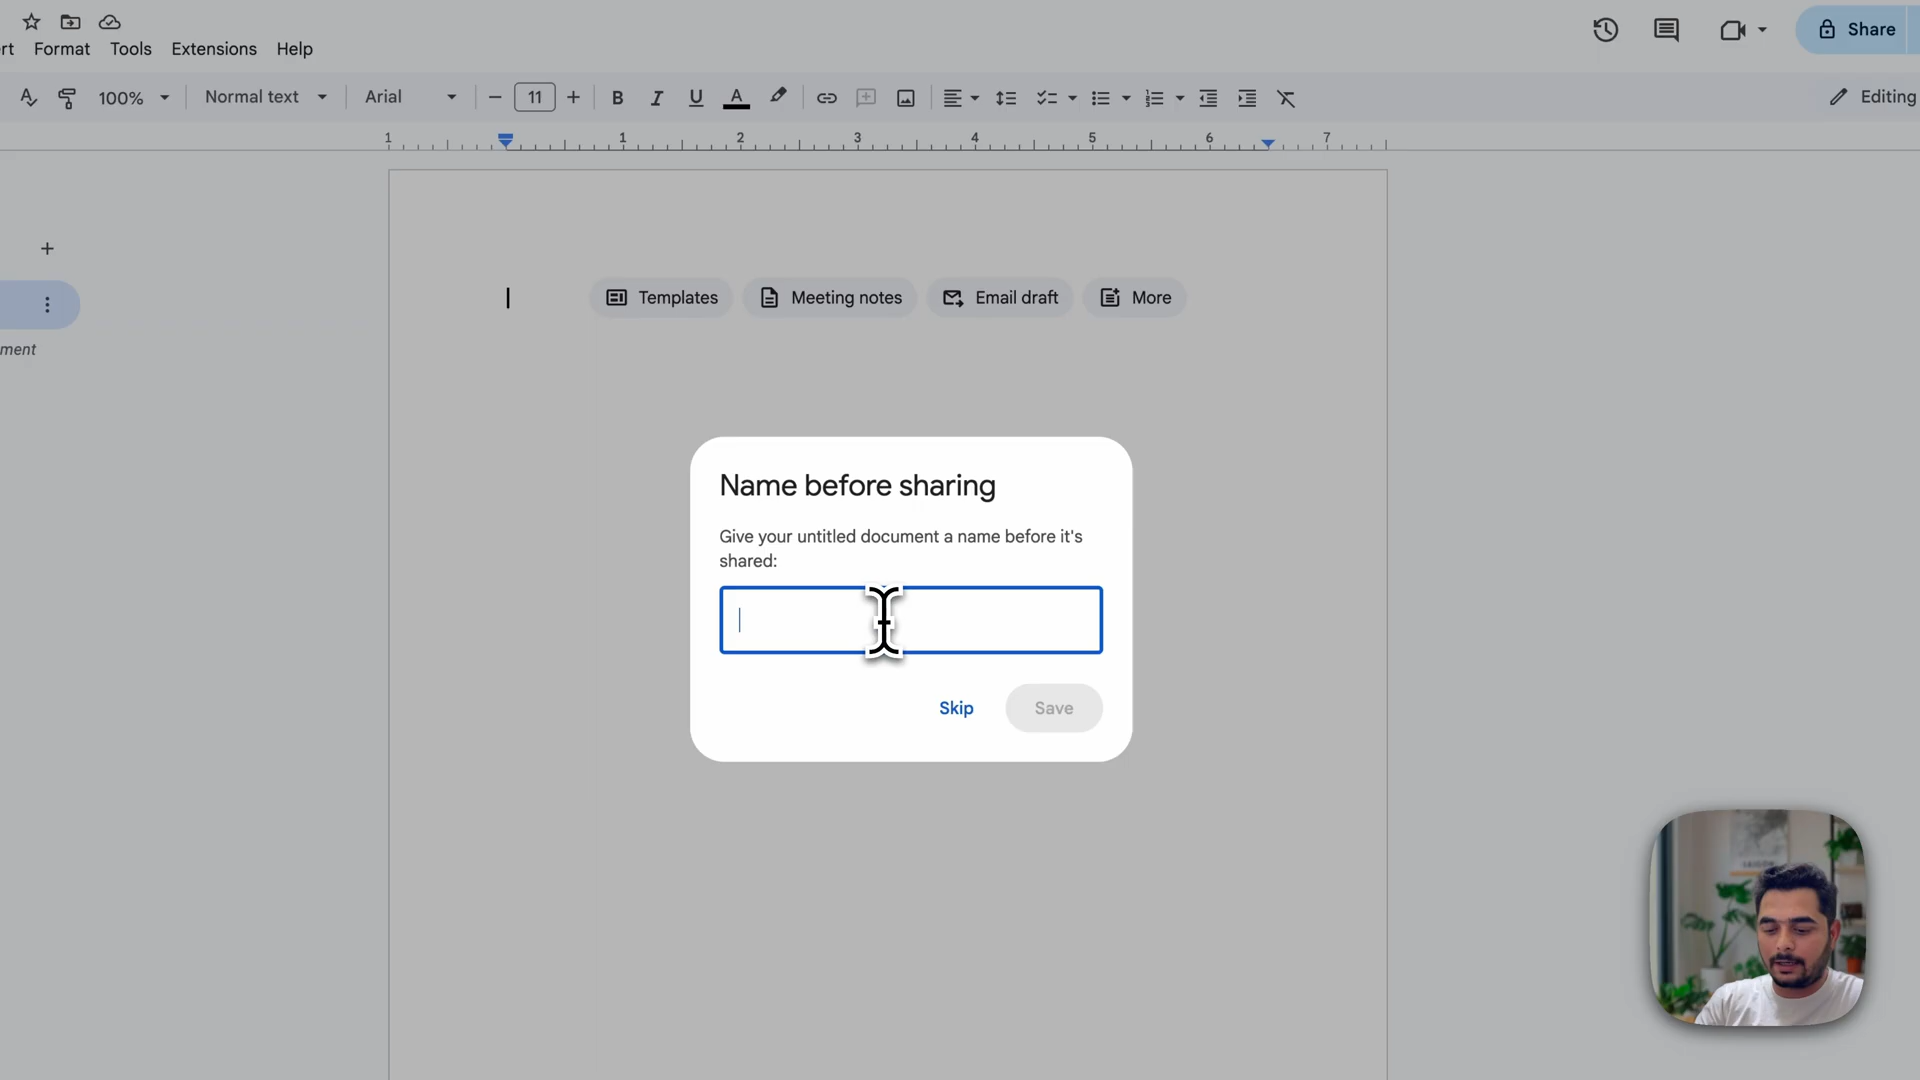 rt Format Tools Extensions Help
Share
100% Normal text Arial 11 Editing
1 1 2 3 4 5 6 7
Templates Meeting notes Email draft More
ment
Name before sharing
Give your untitled document a name before it's
shared:
Skip Save